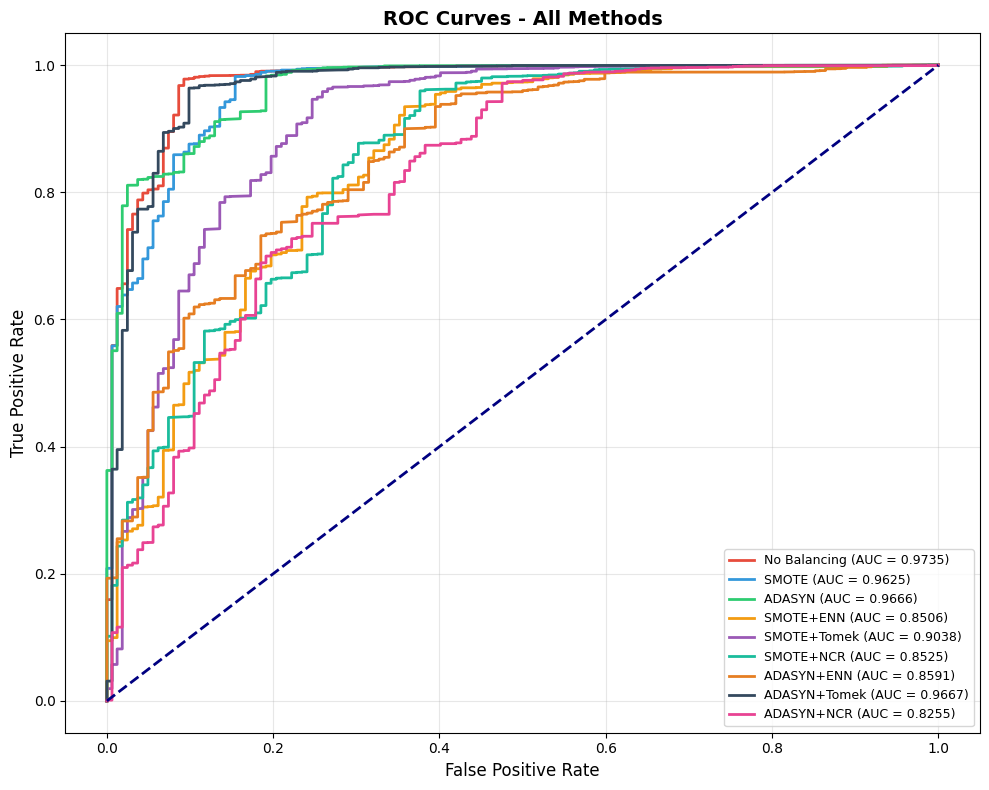 ROC Curves - All Methods
True Positive Rate
1.0
0.8
0.6
0.4
0.2
0.0
0.0 0.2 0.4 0.6 0.8 1.0
False Positive Rate
No Balancing (AUC = 0.9735)
SMOTE (AUC = 0.9625)
ADASYN (AUC = 0.9666)
SMOTE+ENN (AUC = 0.8506)
SMOTE+Tomek (AUC = 0.9038)
SMOTE+NCR (AUC = 0.8525)
ADASYN+ENN (AUC = 0.8591)
ADASYN+Tomek (AUC = 0.9667)
ADASYN+NCR (AUC = 0.8255)